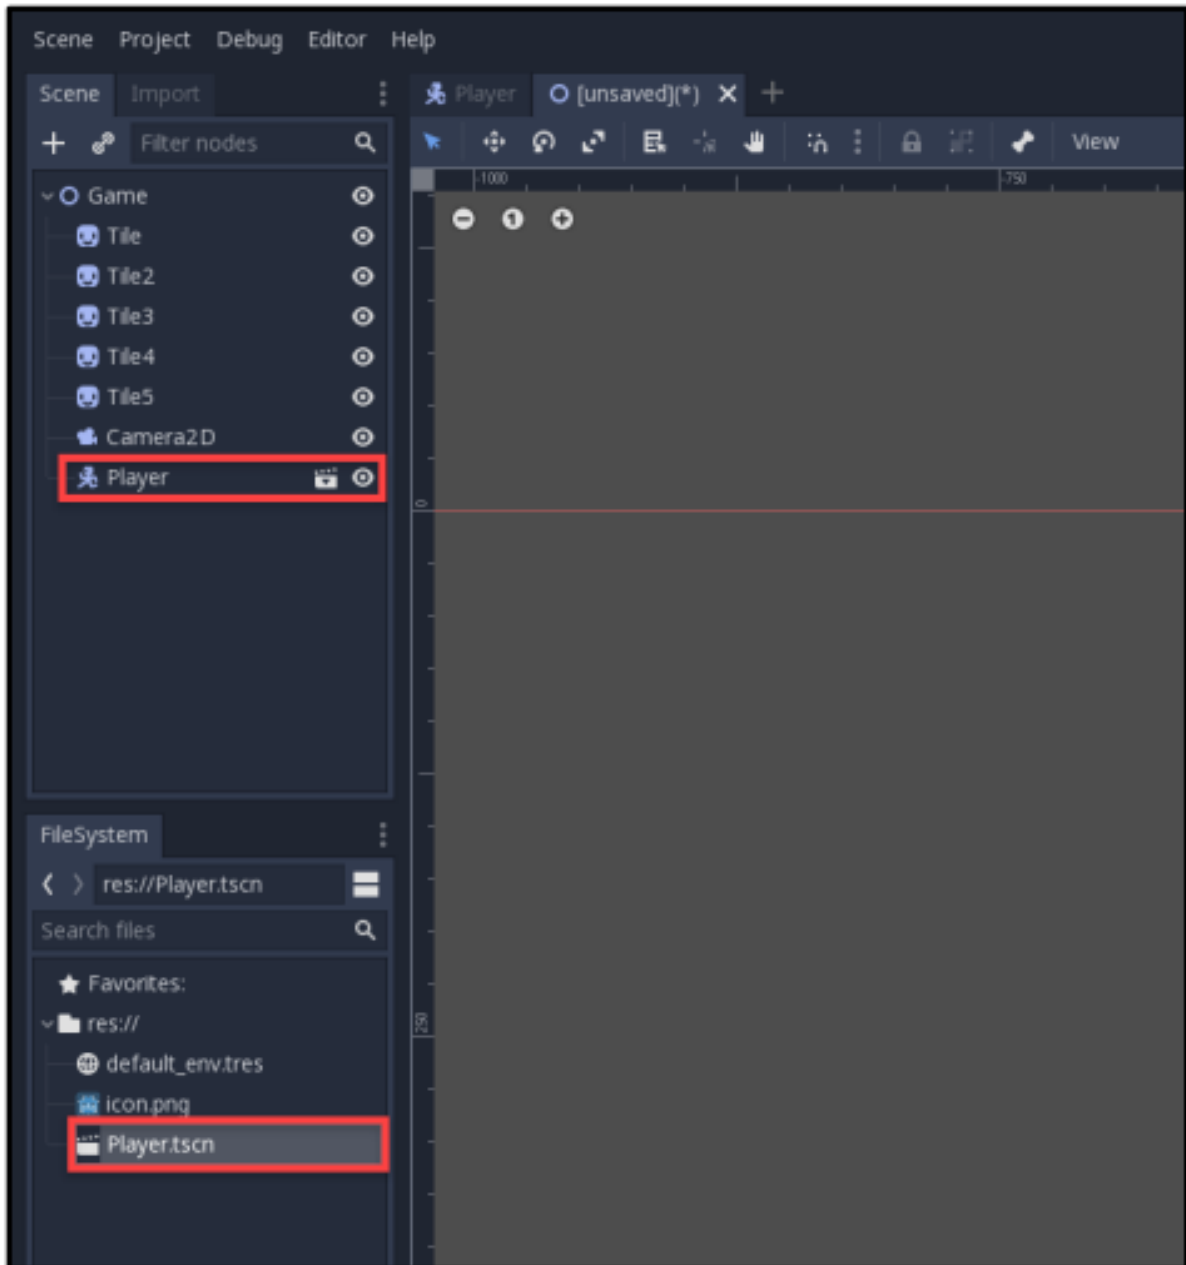 Scene Project Debug Editor Help
Scene Import
Player [unsaved](*)
Filter nodes
View
-1000 -750
Game
Tile
Tile2
Tile3
Tile4
Tile5
Camera2D
Player
0
FileSystem
res://Player.tscn
Search files
Favorites:
res://
250
default_env.tres
icon.png
Player.tscn